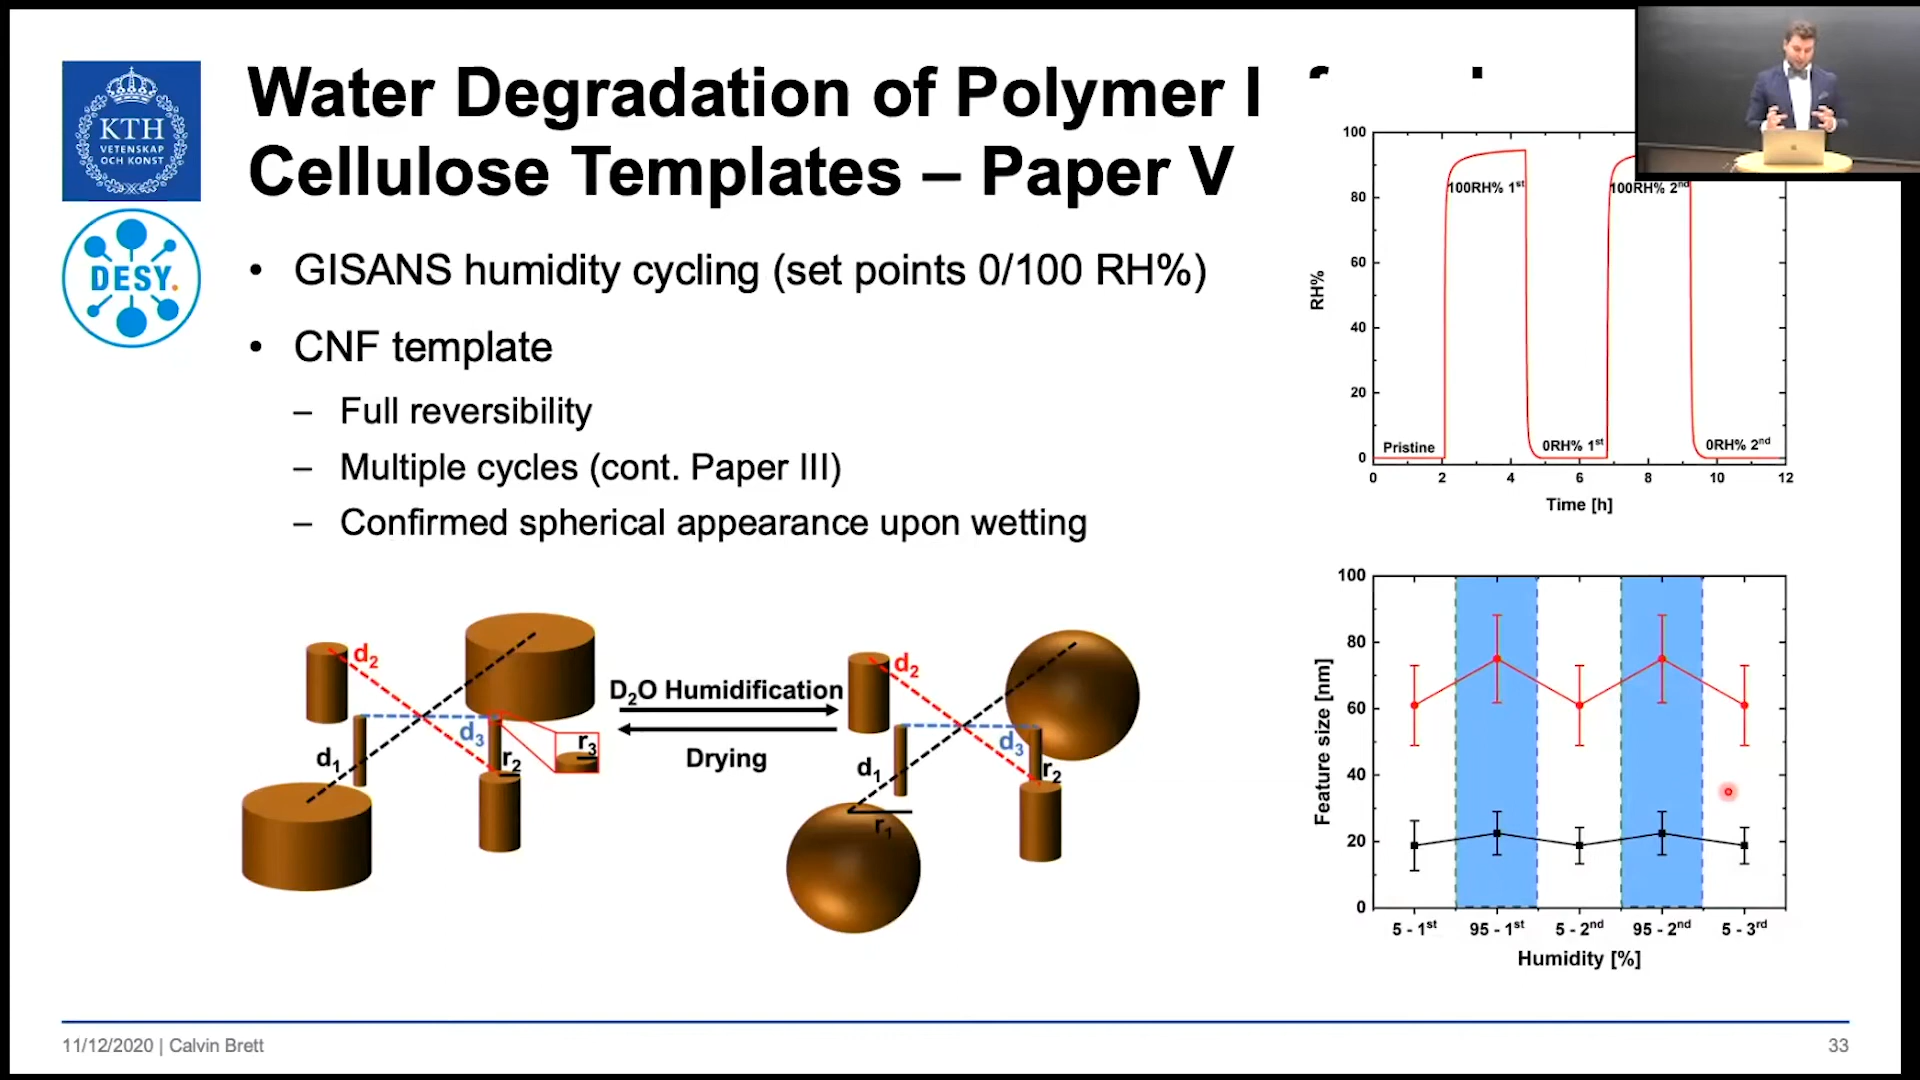 KTH
VETENSKAP
OCH KONST
DESY.
Water Degradation of Polymer
Cellulose Templates – Paper V
• GISANS humidity cycling (set points 0/100 RH%)
• CNF template
– Full reversibility
– Multiple cycles (cont. Paper III)
– Confirmed spherical appearance upon wetting
d2
d3
d1
r2
r3
D2O Humidification
Drying
d2
d3
d1
r2
r1
100
80
60
40
20
0
RH%
100RH% 1st
100RH% 2nd
Pristine
0RH% 1st
0RH% 2nd
0 2 4 6 8 10 12
Time [h]
100
80
60
40
20
0
Feature size [nm]
5 - 1st 95 - 1st 5 - 2nd 95 - 2nd 5 - 3rd
Humidity [%]
11/12/2020 | Calvin Brett
33